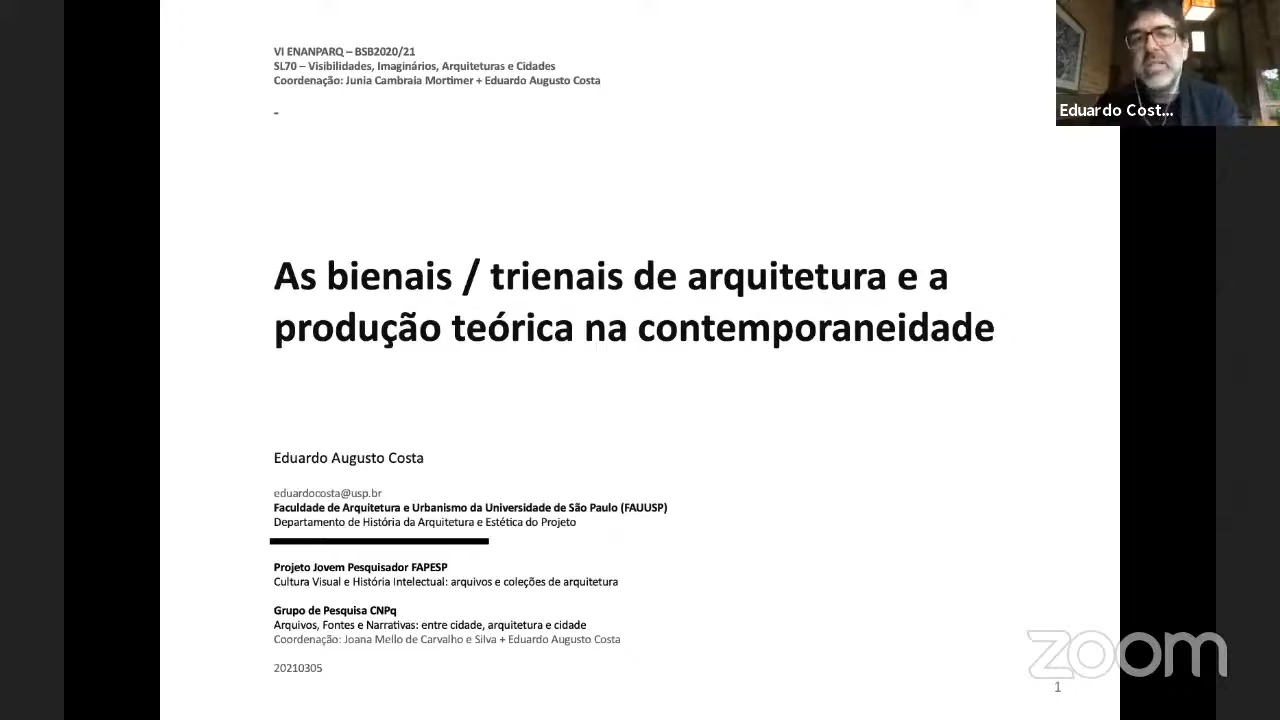 VI ENANPARQ – BSB2020/21
SL70 – Visibilidades, Imaginários, Arquiteturas e Cidades
Coordenação: Junia Cambraia Mortimer + Eduardo Augusto Costa
-
Eduardo Cost...
As bienais / trienais de arquitetura e a
produção teórica na contemporaneidade
Eduardo Augusto Costa
eduardocosta@usp.br
Faculdade de Arquitetura e Urbanismo da Universidade de São Paulo (FAUUSP)
Departamento de História da Arquitetura e Estética do Projeto
Projeto Jovem Pesquisador FAPESP
Cultura Visual e História Intelectual: arquivos e coleções de arquitetura
Grupo de Pesquisa CNPq
Arquivos, Fontes e Narrativas: entre cidade, arquitetura e cidade
Coordenação: Joana Mello de Carvalho e Silva + Eduardo Augusto Costa
20210305
zoom
1